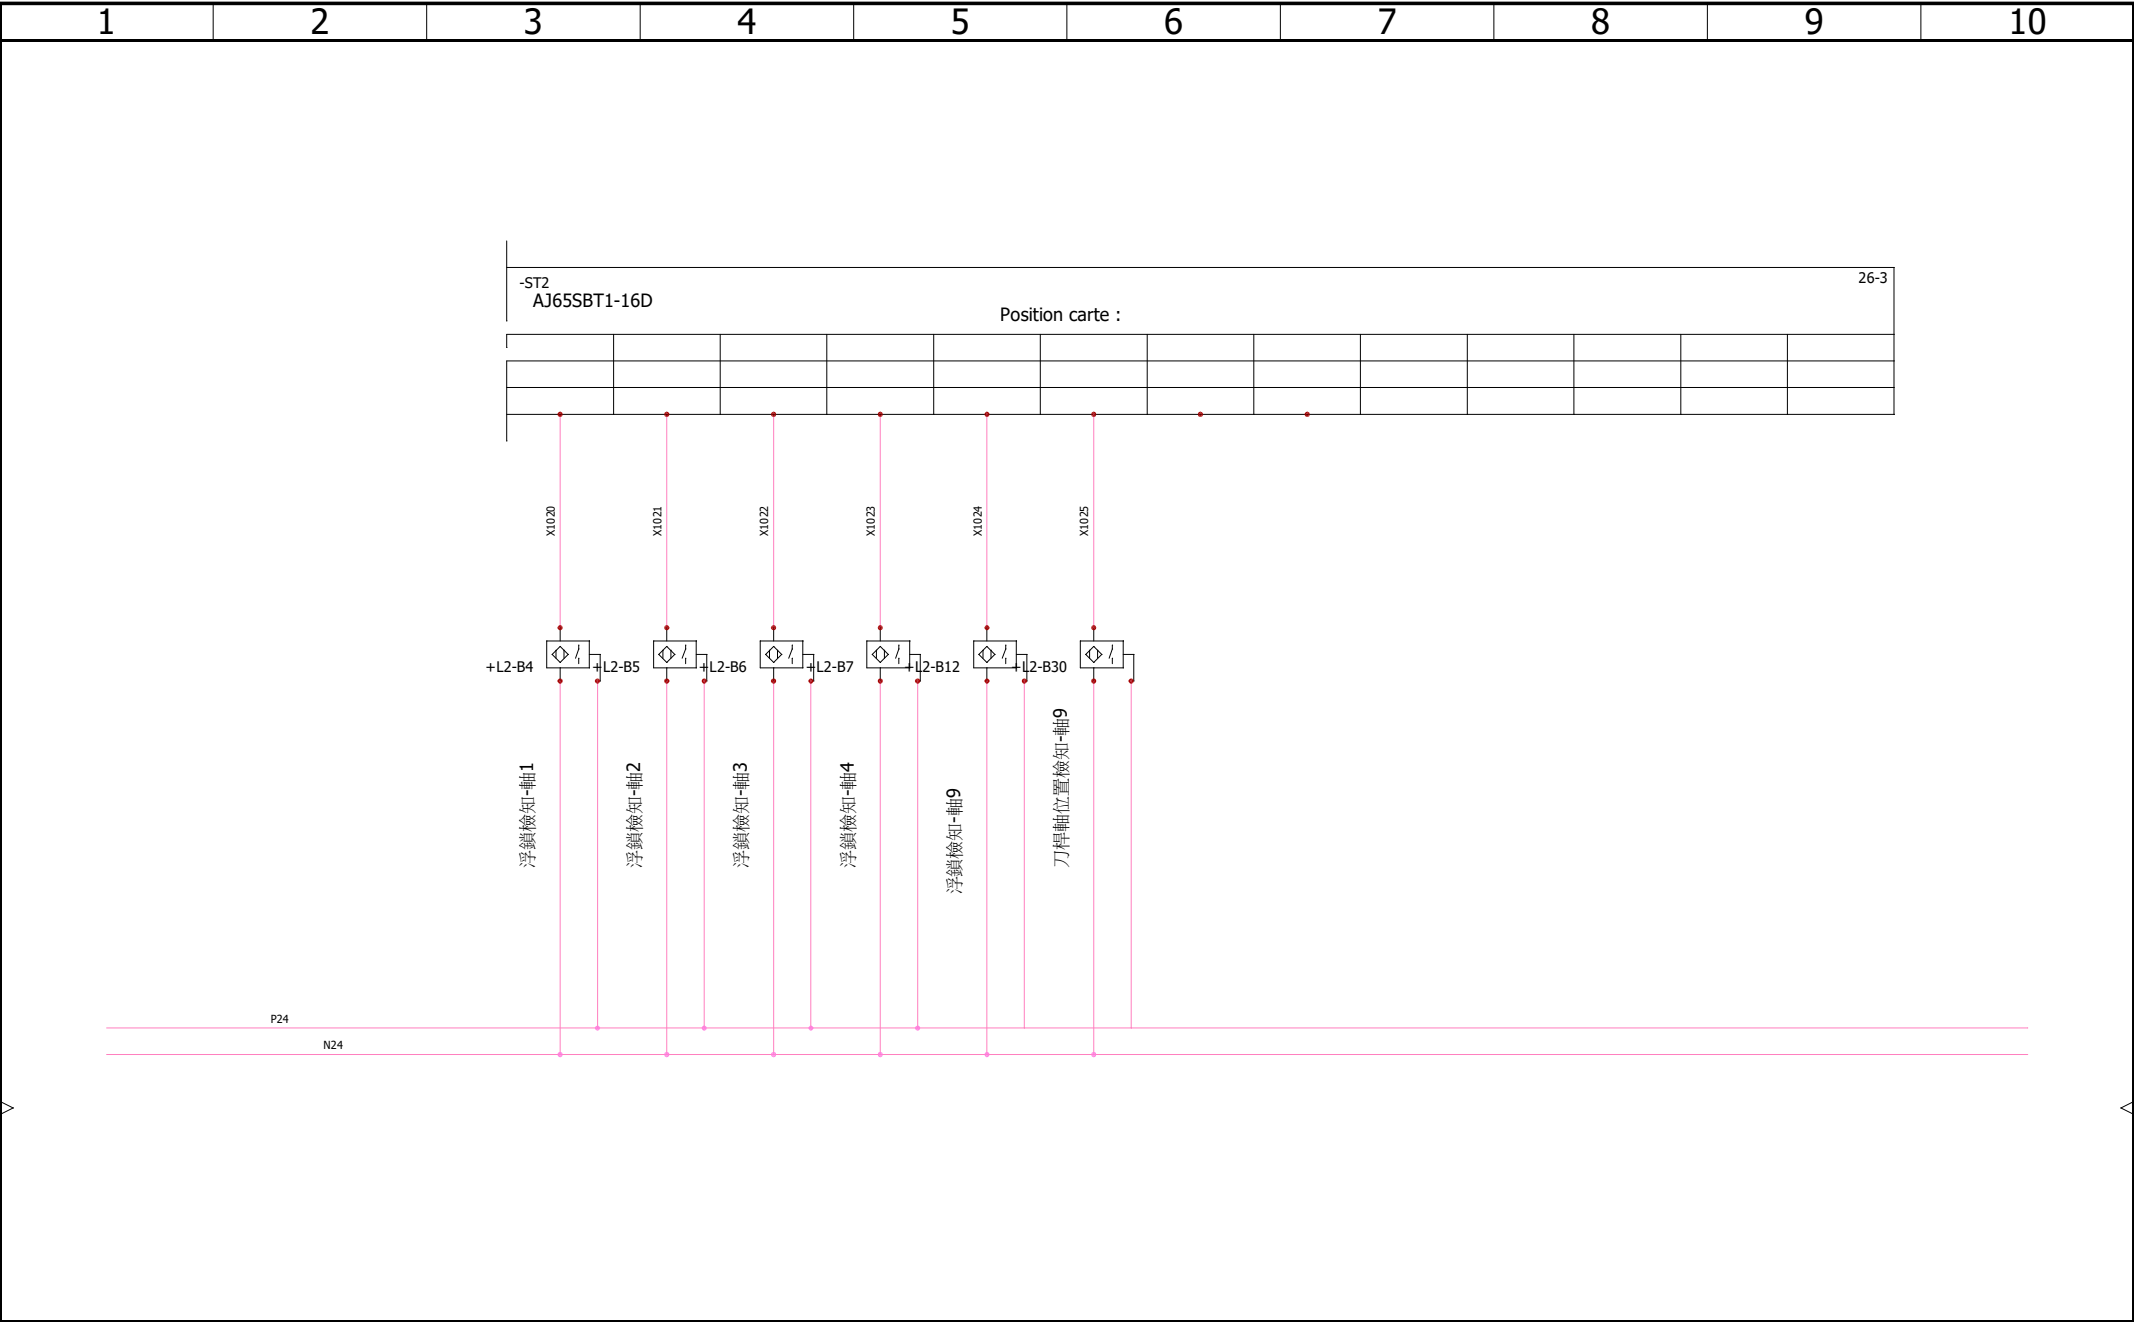 1 2 3 4 5 6 7 8 9 10
-ST2
26-3
AJ65SBT1-16D
Position carte :
X1020
X1021
X1022
X1023
X1024
X1025
+L2-B4
+L2-B5
+L2-B6
+L2-B7
+L2-B12
+L2-B30
浮鎖檢知-軸1
浮鎖檢知-軸2
浮鎖檢知-軸3
浮鎖檢知-軸4
浮鎖檢知-軸9
刀桿軸位置檢知-軸9
P24
N24